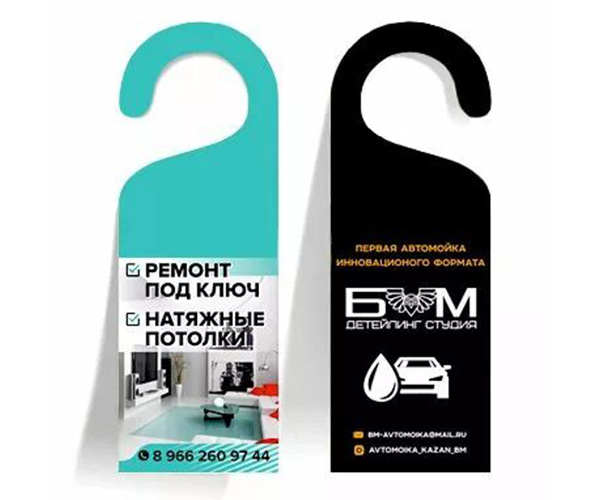 РЕМОНТ
ПОД КЛЮЧ
НАТЯЖНЫЕ
ПОТОЛКИ
8 966 260 97 44
ПЕРВАЯ АВТОМОЙКА
ИННОВАЦИОНОГО ФОРМАТА
БМ
ДЕТЕЙЛИНГ СТУДИЯ
BM-AVTOMOIKA@MAIL.RU
AVTOMOIKA_KAZAN_BM